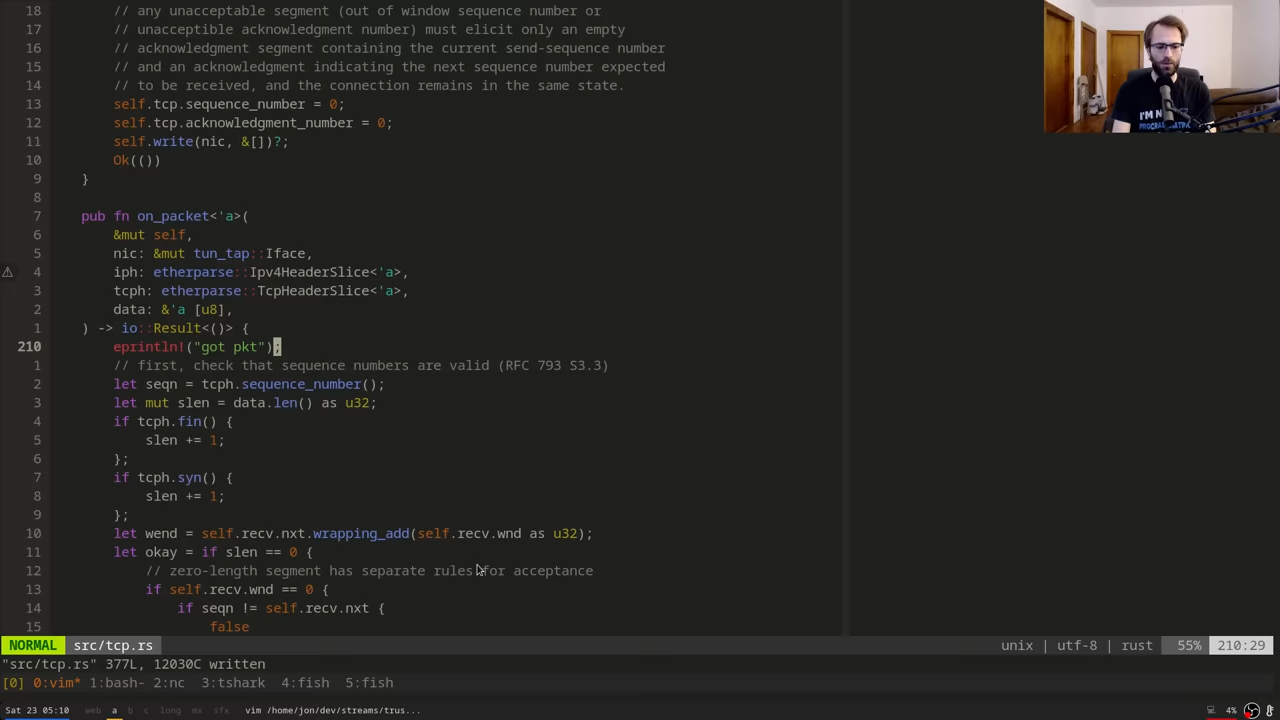 18 // any unacceptable segment (out of window sequence number or
17 // unacceptible acknowledgment number) must elicit only an empty
16 // acknowledgment segment containing the current send-sequence number
15 // and an acknowledgment indicating the next sequence number expected
14 // to be received, and the connection remains in the same state.
13 self.tcp.sequence_number = 0;
12 self.tcp.acknowledgment_number = 0;
11 self.write(nic, &[])?;
10 Ok(())
9 }
8
7 pub fn on_packet<'a>(
6 &mut self,
5 nic: &mut tun_tap::Iface,
⚠ 4 iph: etherparse::Ipv4HeaderSlice<'a>,
3 tcph: etherparse::TcpHeaderSlice<'a>,
2 data: &'a [u8],
1 ) -> io::Result<()> {
210 eprintln!("got pkt");
1 // first, check that sequence numbers are valid (RFC 793 S3.3)
2 let seqn = tcph.sequence_number();
3 let mut slen = data.len() as u32;
4 if tcph.fin() {
5 slen += 1;
6 };
7 if tcph.syn() {
8 slen += 1;
9 };
10 let wend = self.recv.nxt.wrapping_add(self.recv.wnd as u32);
11 let okay = if slen == 0 {
12 // zero-length segment has separate rules for acceptance
13 if self.recv.wnd == 0 {
14 if seqn != self.recv.nxt {
15 false
NORMAL src/tcp.rs unix | utf-8 | rust 55% 210:29
"src/tcp.rs" 377L, 12030C written
[0] 0:vim* 1:bash- 2:nc 3:tshark 4:fish 5:fish
Sat 23 05:10 web a b c long mx sfx vim /home/jon/dev/streams/trus... 4%
I'M N